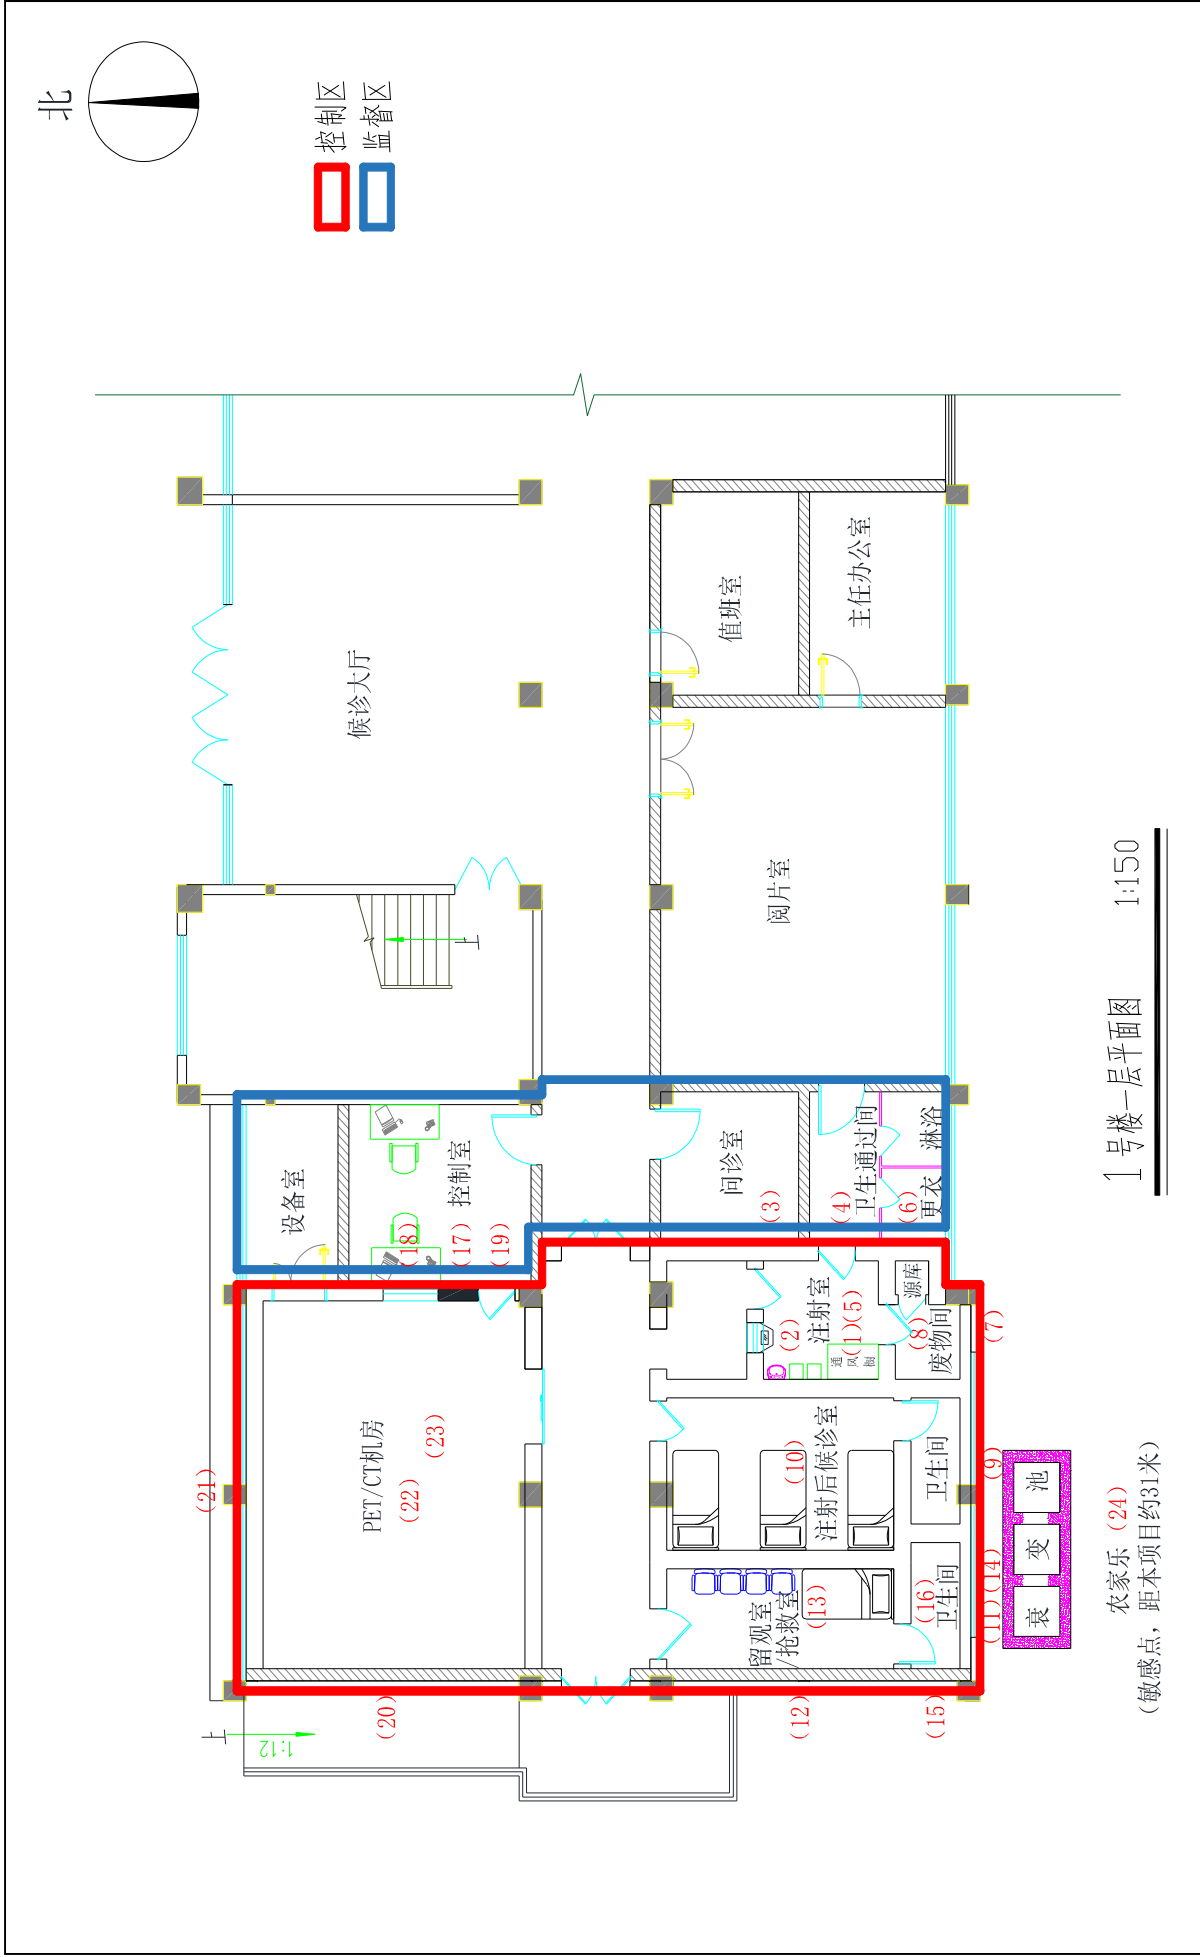 北
控制区
监督区
候诊大厅
值班室
主任办公室
阅片室
上
设备室
控制室
(18)
(17)
(19)
问诊室
(3)
卫生通过间
(4)
淋浴
更衣
(6)
PET/CT机房
(22)
(23)
(21)
(20)
注射室
(2)
(1)
(5)
通风橱
源库
废物间
(8)
(7)
注射后候诊室
(10)
卫生间
(9)
留观室
/抢救室
(13)
卫生间
(16)
(14)
(11)
(12)
(15)
衰 变 池
上
1:12
农家乐 (24)
(敏感点, 距本项目约31米)
1号楼一层平面图 1:150